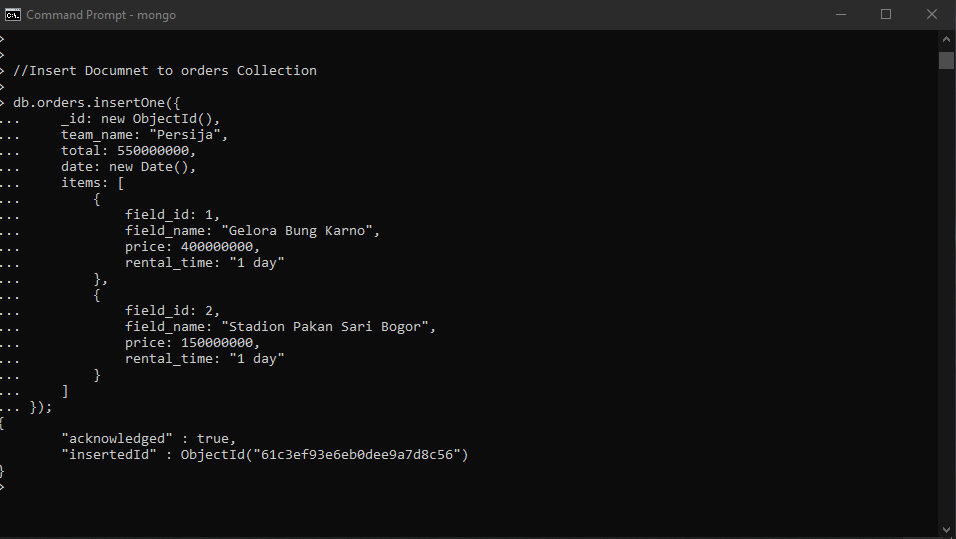 Command Prompt - mongo
>
>
> //Insert Documnet to orders Collection
>
> db.orders.insertOne({
...     _id: new ObjectId(),
...     team_name: "Persija",
...     total: 550000000,
...     date: new Date(),
...     items: [
...         {
...             field_id: 1,
...             field_name: "Gelora Bung Karno",
...             price: 400000000,
...             rental_time: "1 day"
...         },
...         {
...             field_id: 2,
...             field_name: "Stadion Pakan Sari Bogor",
...             price: 150000000,
...             rental_time: "1 day"
...         }
...     ]
... });
{
        "acknowledged" : true,
        "insertedId" : ObjectId("61c3ef93e6eb0dee9a7d8c56")
}
>